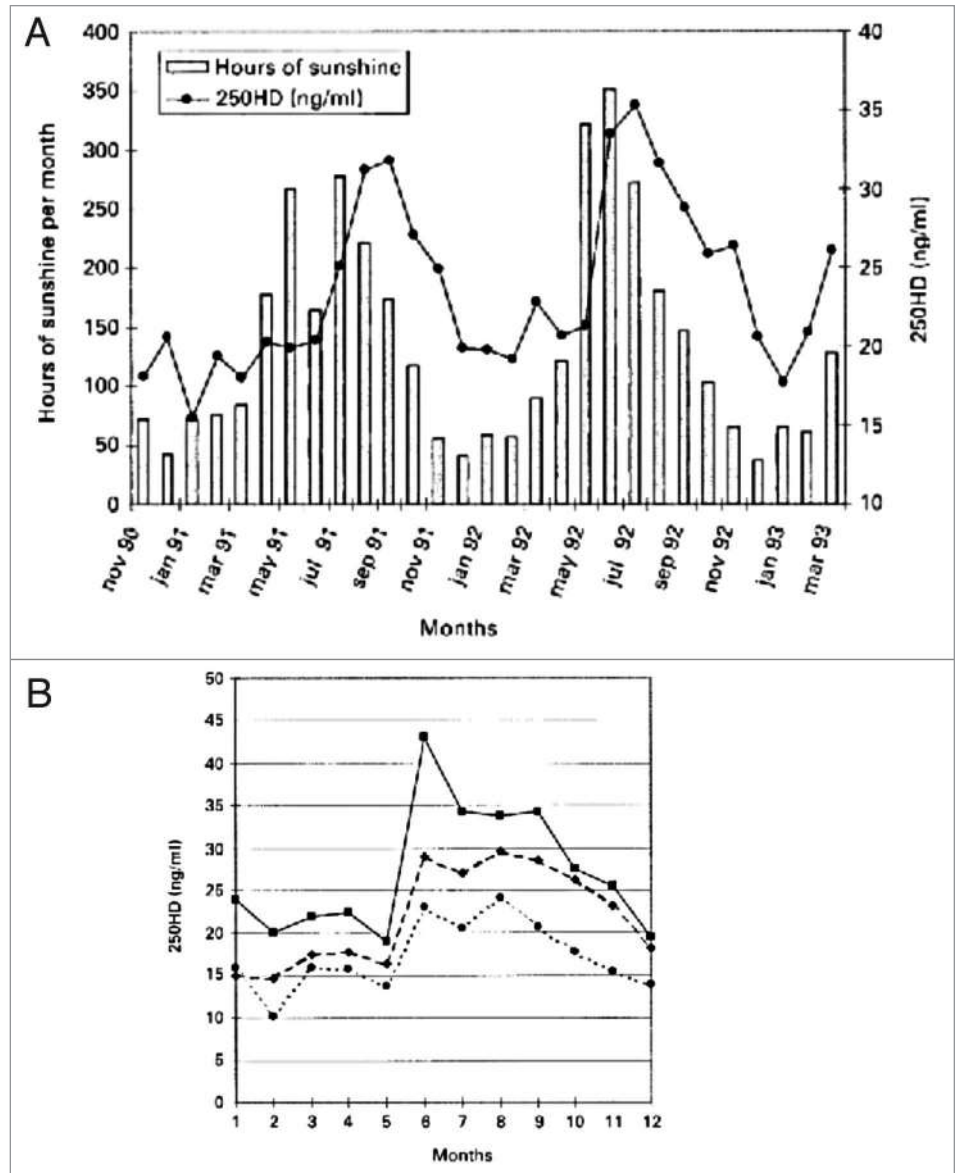 A
Hours of sunshine
250HD (ng/ml)
400
350
300
250
200
150
100
50
0
Hours of sunshine per month
40
35
30
25
20
15
10
250HD (ng/ml)
nov 90
jan 91
mar 91
may 91
jul 91
sep 91
nov 91
jan 92
mar 92
may 92
jul 92
sep 92
nov 92
jan 93
mar 93
Months
B
50
45
40
35
30
25
20
15
10
5
0
250HD (ng/ml)
1 2 3 4 5 6 7 8 9 10 11 12
Months